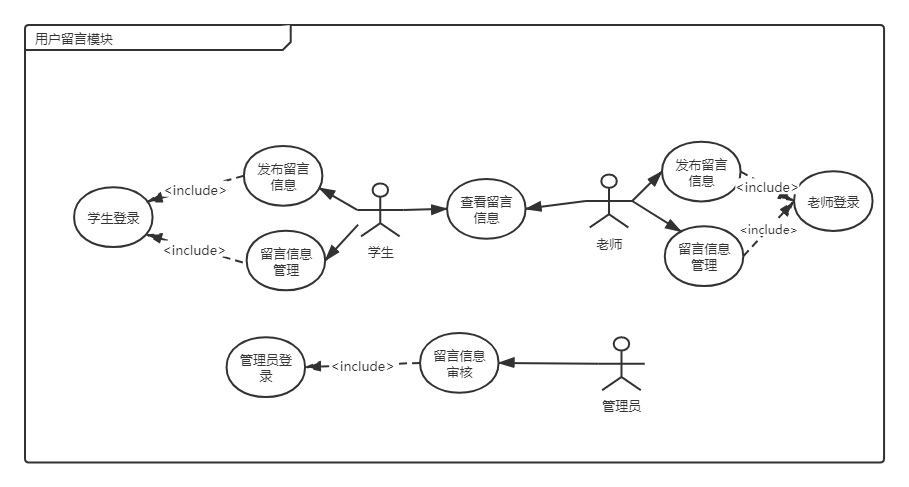 用户留言模块
发布留言
信息
<include>
学生登录
<include>
留言信息
管理
学生
查看留言
信息
老师
发布留言
信息
<include>
老师登录
<include>
留言信息
管理
管理员登
录
<include>
留言信息
审核
管理员